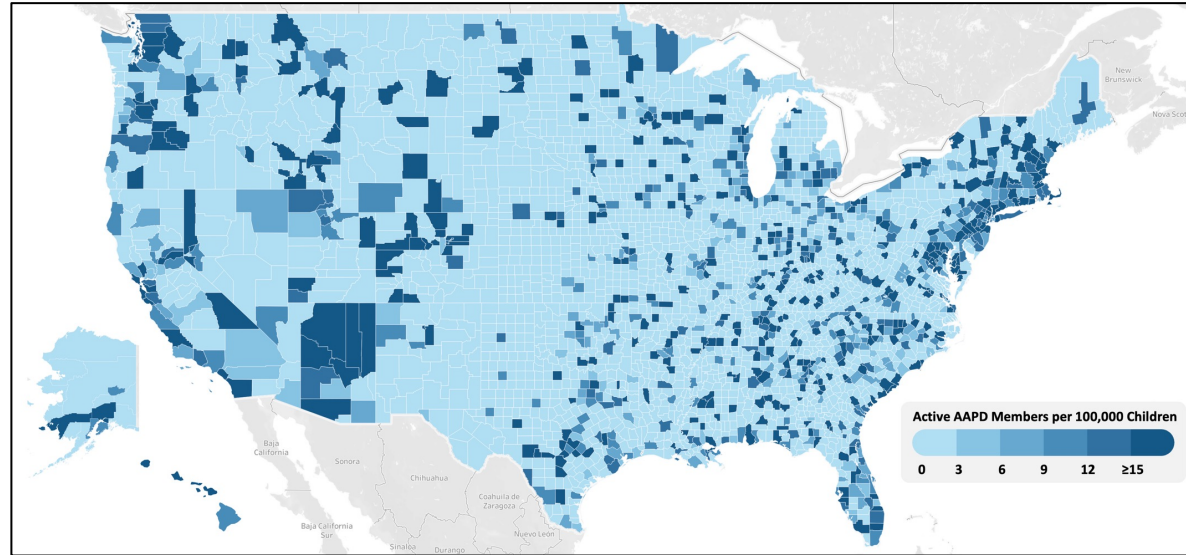 New
Brunswick
Nova Scot
Active AAPD Members per 100,000 Children
0 3 6 9 12 ≥15
Baja
California
Sonora
Chihuahua
Coahuila de
Zaragoza
Baja California
Sur
Nuevo León
Sinaloa
Durango